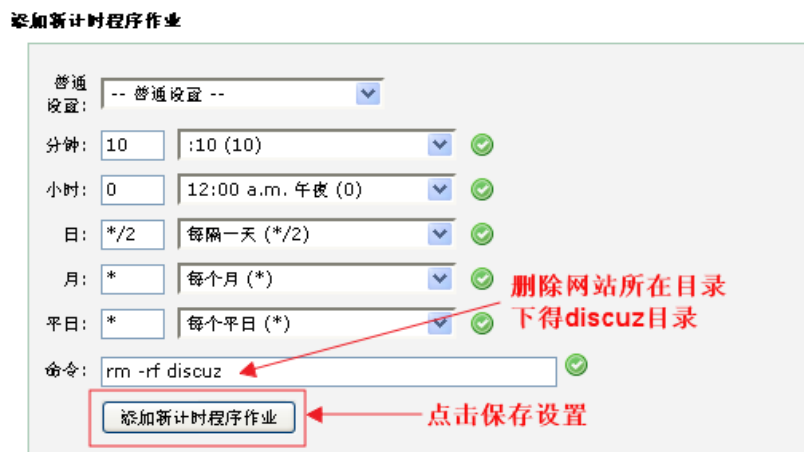 添加新计时程序作业
普通
设置:
-- 普通设置 --
分钟: 10 :10 (10)
小时: 0 12:00 a.m. 午夜 (0)
日: */2 每隔一天 (*/2)
月: * 每个月 (*)
删除网站所在目录
下得discuz目录
平日: * 每个平日 (*)
命令: rm -rf discuz
添加新计时程序作业
点击保存设置